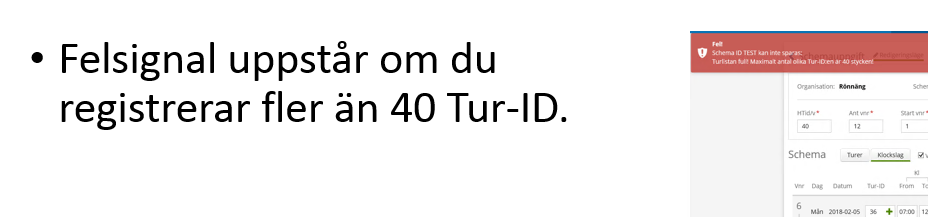 • Felsignal uppstår om du
registrerar fler än 40 Tur-ID.
Fel!
Schema ID TEST kan inte sparas:
Turlistan full! Maximalt antal olika Tur-ID:en är 40 stycken!
Organisation: Rönnäng
HTid/v* Ant vnr* Start vnr*
40 12 1
Schema Turer Klockslag
Kl
Vnr Dag Datum Tur-ID From
6
Mån 2018-02-05 36 07:00 12